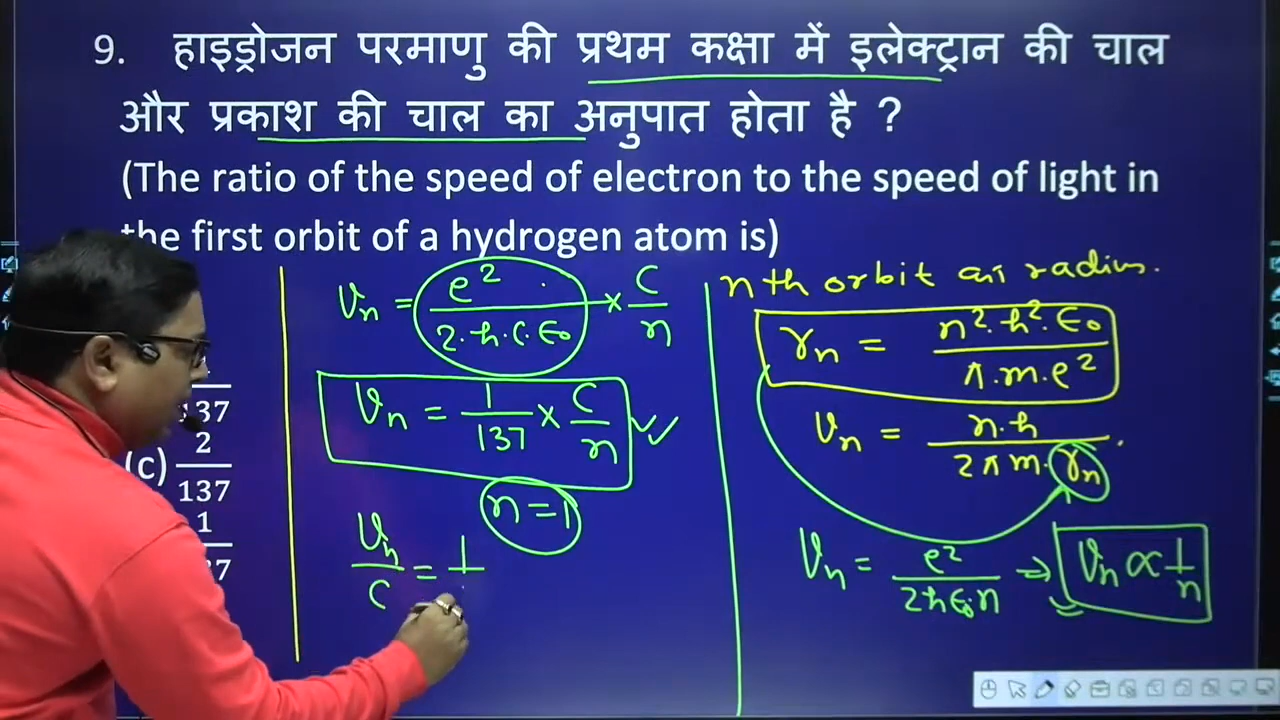 9. हाइड्रोजन परमाणु की प्रथम कक्षा में इलेक्ट्रान की चाल
और प्रकाश की चाल का अनुपात होता है ?
(The ratio of the speed of electron to the speed of light in
the first orbit of a hydrogen atom is)
137
(c) 2/137
1
37
Vn = e²/2.h.c.ε₀ × C/n
Vn = 1/137 × C/n
n=1
Vn/c = 1
nth orbit का radius.
rn = n².h².ε₀/π.m.e²
Vn = n.h/2πm.rn
Vn = e²/2hε₀.n ⇒ Vn ∝ 1/n